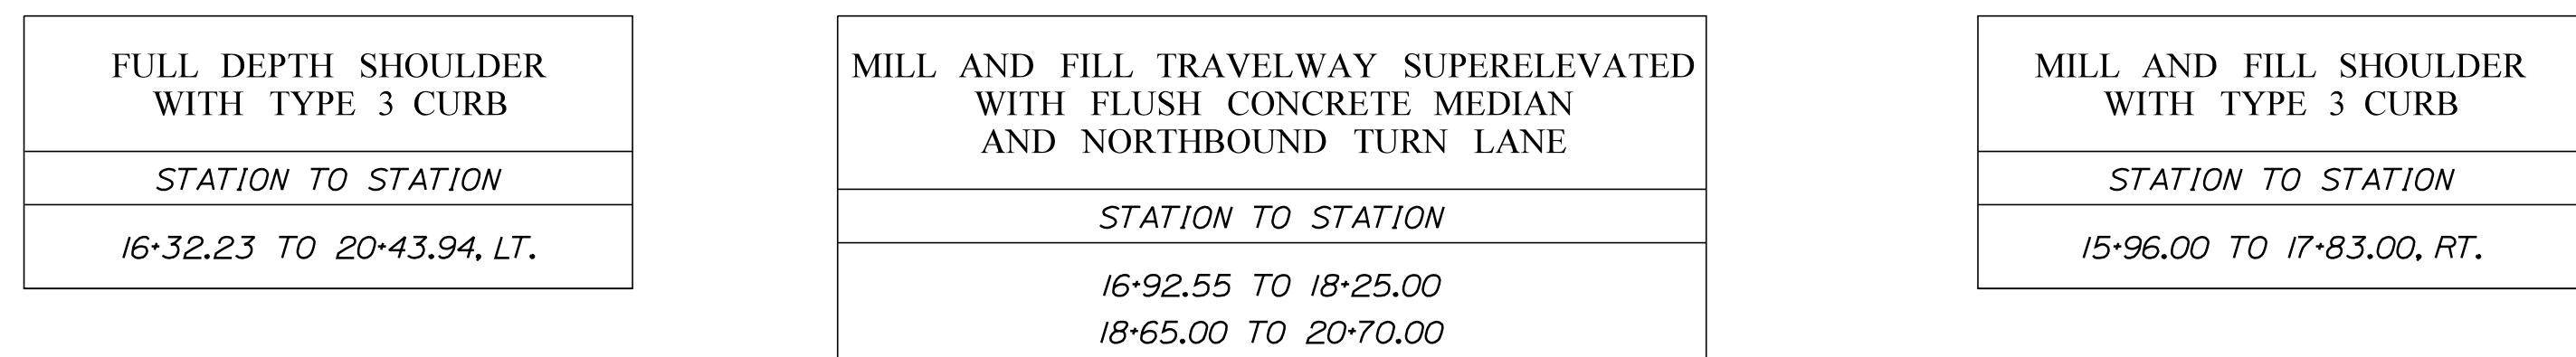 FULL DEPTH SHOULDER
WITH TYPE 3 CURB
STATION TO STATION
16+32.23 TO 20+43.94, LT.
MILL AND FILL TRAVELWAY SUPERELEVATED
WITH FLUSH CONCRETE MEDIAN
AND NORTHBOUND TURN LANE
STATION TO STATION
16+92.55 TO 18+25.00
18+65.00 TO 20+70.00
MILL AND FILL SHOULDER
WITH TYPE 3 CURB
STATION TO STATION
15+96.00 TO 17+83.00, RT.